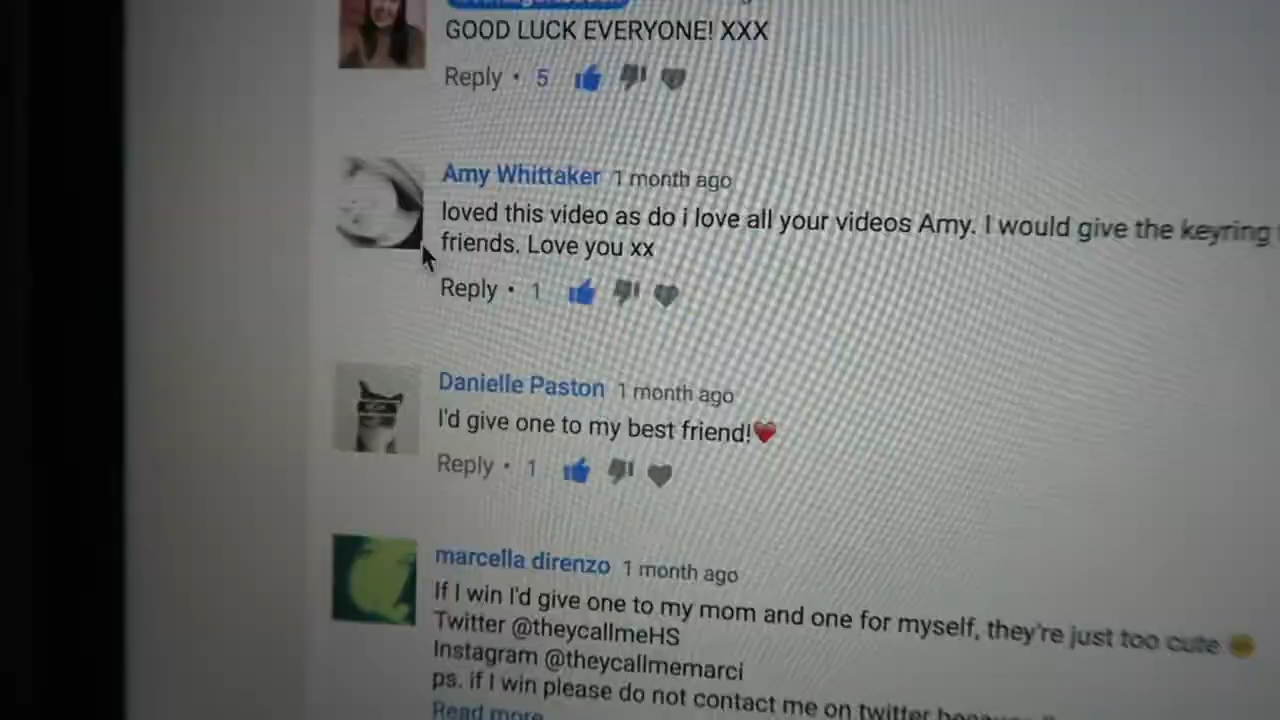 GOOD LUCK EVERYONE! XXX
Reply • 5
Amy Whittaker 1 month ago
loved this video as do i love all your videos Amy. I would give the keyring
friends. Love you xx
Reply • 1
Danielle Paston 1 month ago
I'd give one to my best friend!❤
Reply • 1
marcella direnzo 1 month ago
If I win I'd give one to my mom and one for myself, they're just too cute
Twitter @theycallmeHS
Instagram @theycallmemarci
ps. if I win please do not contact me on twitter
Read more